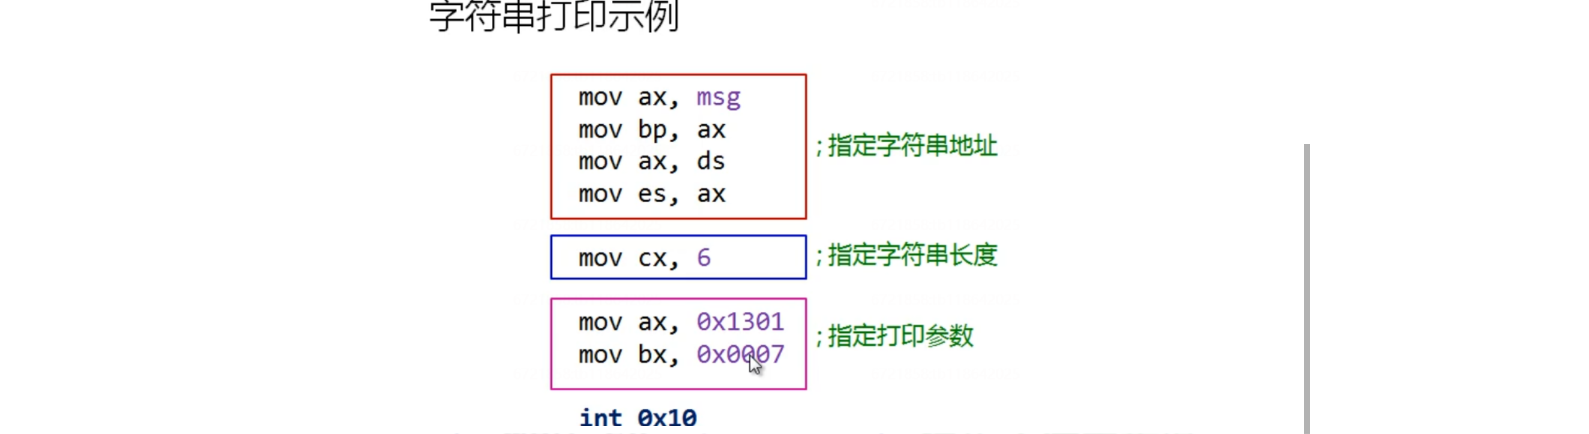 字符串打印示例
mov ax, msg
mov bp, ax
mov ax, ds
mov es, ax
;指定字符串地址
mov cx, 6
;指定字符串长度
mov ax, 0x1301
mov bx, 0x0007
;指定打印参数
int 0x10